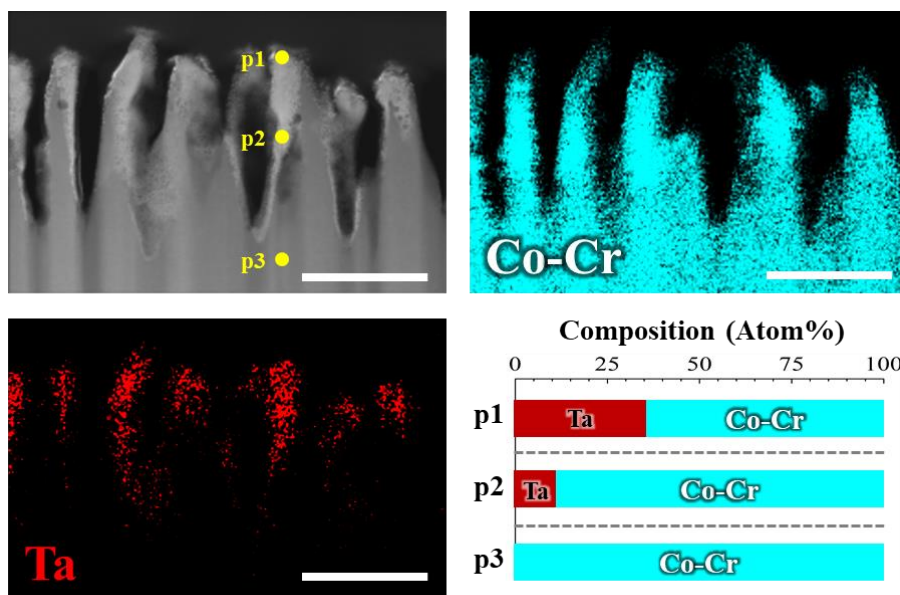 p1
p2
p3
Co-Cr
Ta
Composition (Atom%)
0 25 50 75 100
p1 Ta Co-Cr
p2 Ta Co-Cr
p3 Co-Cr